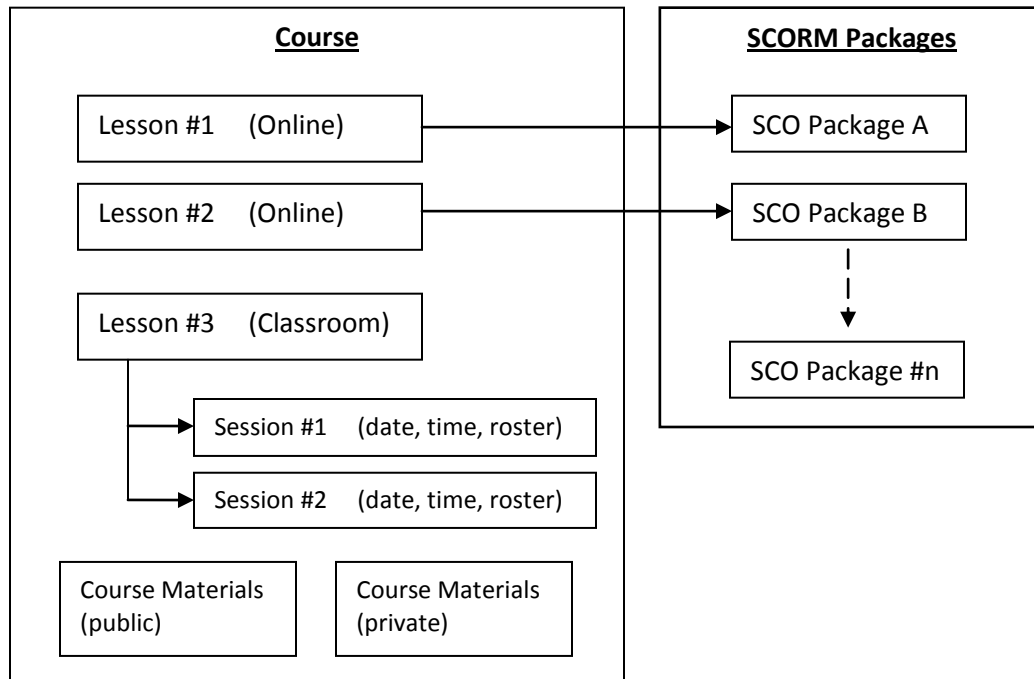 Course
Lesson #1 (Online)
Lesson #2 (Online)
Lesson #3 (Classroom)
Session #1 (date, time, roster)
Session #2 (date, time, roster)
Course Materials
(public)
Course Materials
(private)
SCORM Packages
SCO Package A
SCO Package B
SCO Package #n